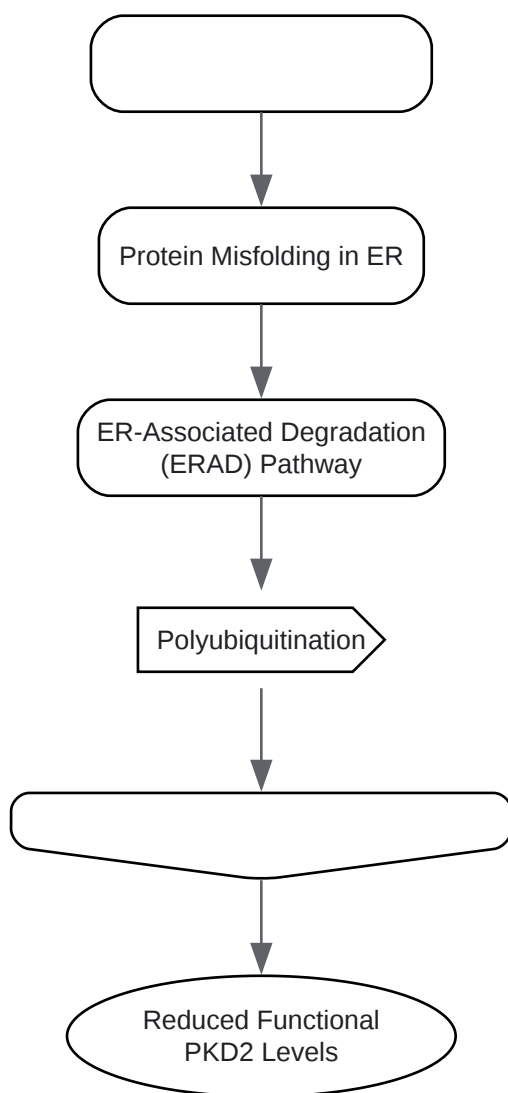 Protein Misfolding in ER
ER-Associated Degradation
(ERAD) Pathway
Polyubiquitination
Reduced Functional
PKD2 Levels